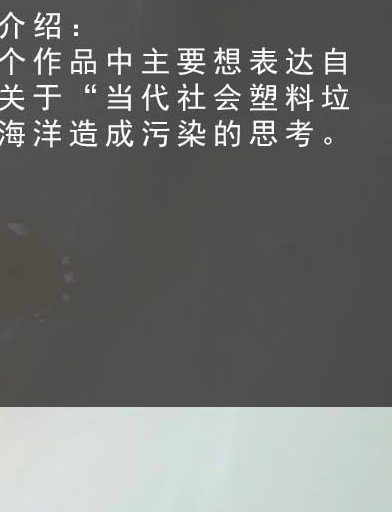 介绍：
个作品中主要想表达自
关于“当代社会塑料垃
海洋造成污染的思考。